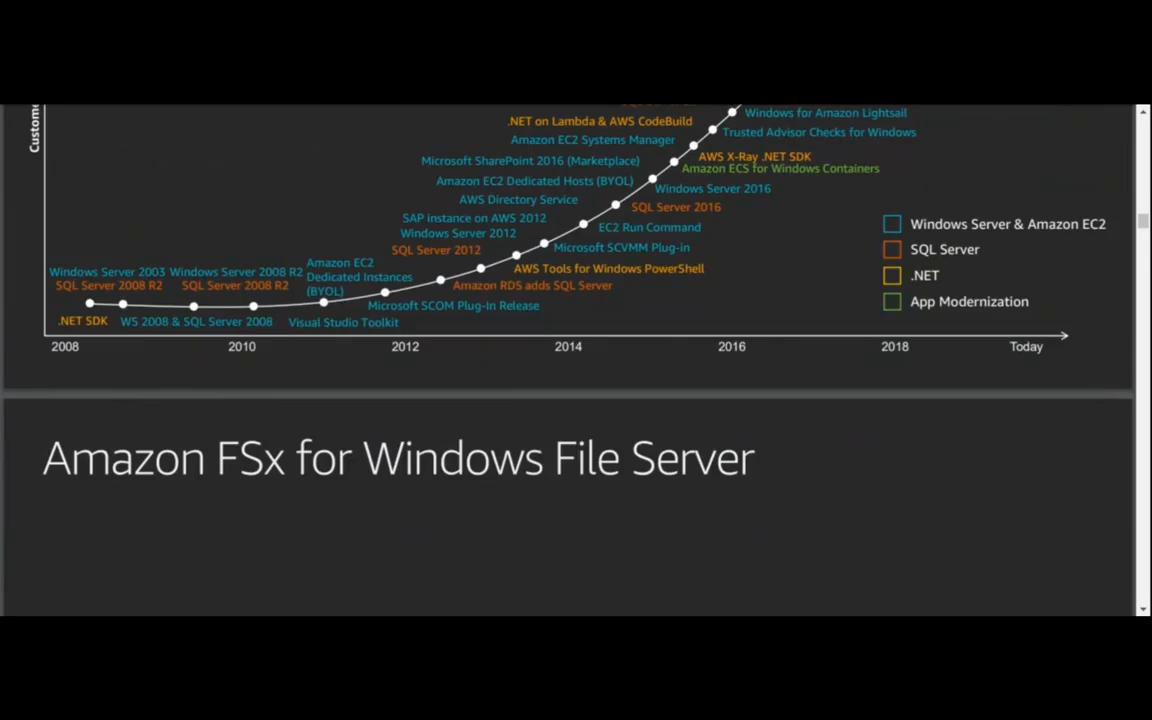 Custome
Windows for Amazon Lightsail
.NET on Lambda & AWS CodeBuild
Trusted Advisor Checks for Windows
Amazon EC2 Systems Manager
AWS X-Ray .NET SDK
Microsoft SharePoint 2016 (Marketplace)
Amazon ECS for Windows Containers
Amazon EC2 Dedicated Hosts (BYOL)
Windows Server 2016
AWS Directory Service
SQL Server 2016
SAP instance on AWS 2012
EC2 Run Command
Windows Server 2012
Microsoft SCVMM Plug-in
SQL Server 2012
AWS Tools for Windows PowerShell
Amazon RDS adds SQL Server
Amazon EC2
Dedicated Instances
(BYOL)
Windows Server 2003
Windows Server 2008 R2
SQL Server 2008 R2
SQL Server 2008 R2
Microsoft SCOM Plug-In Release
.NET SDK
WS 2008 & SQL Server 2008
Visual Studio Toolkit
Windows Server & Amazon EC2
SQL Server
.NET
App Modernization
2008 2010 2012 2014 2016 2018 Today
Amazon FSx for Windows File Server